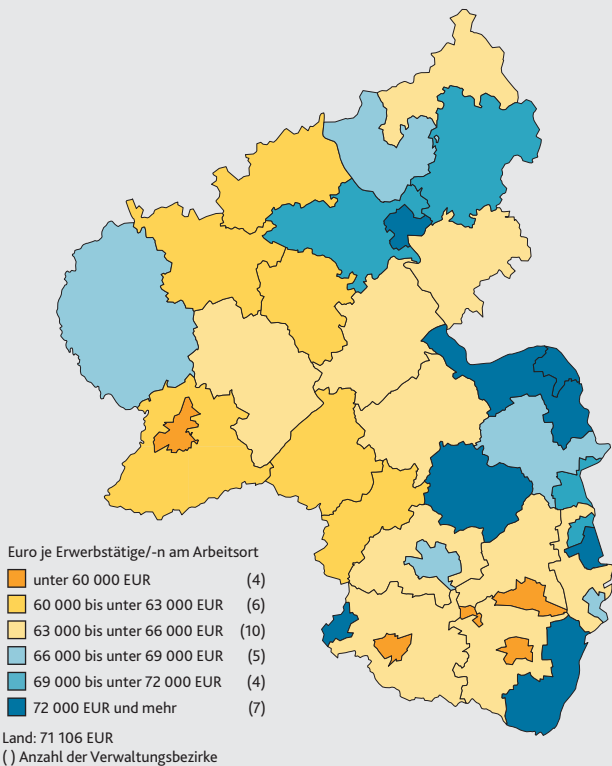 Euro je Erwerbstätige/-n am Arbeitsort
unter 60 000 EUR (4)
60 000 bis unter 63 000 EUR (6)
63 000 bis unter 66 000 EUR (10)
66 000 bis unter 69 000 EUR (5)
69 000 bis unter 72 000 EUR (4)
72 000 EUR und mehr (7)
Land: 71 106 EUR
( ) Anzahl der Verwaltungsbezirke